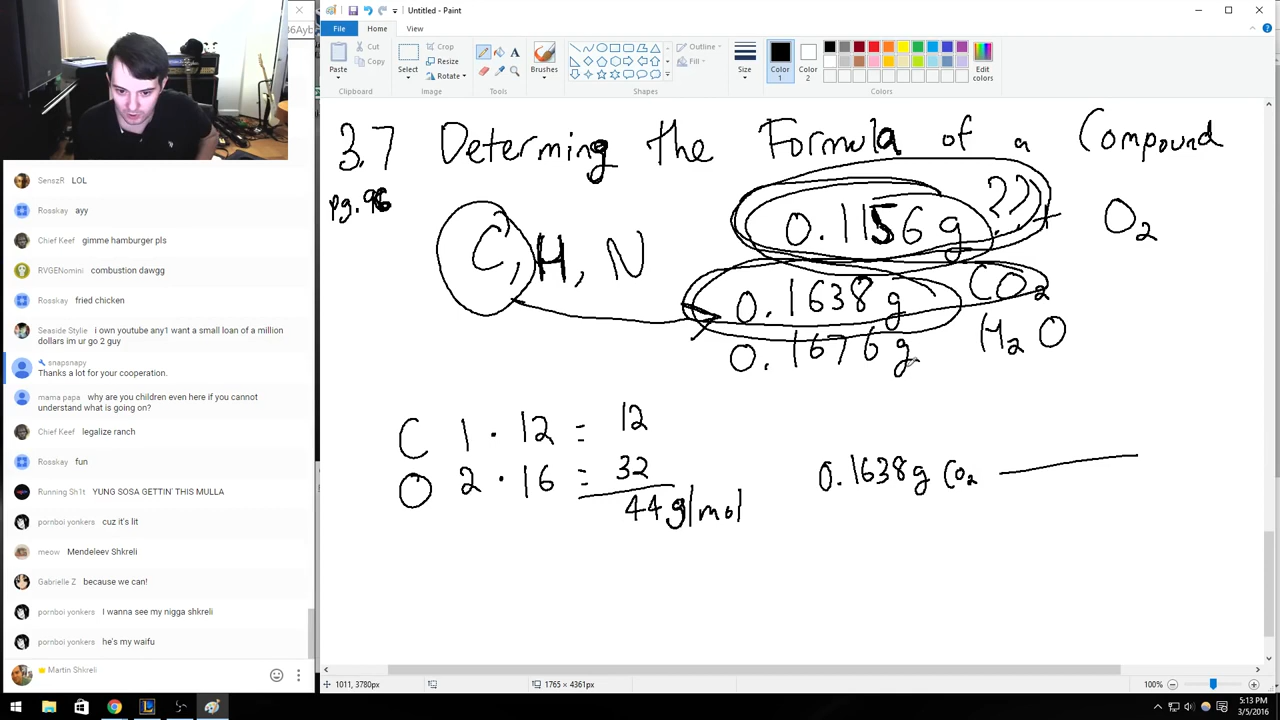 Untitled - Paint
36Ayb
File
Home
View
Paste
Cut
Copy
Clipboard
Select
Crop
Resize
Rotate
Image
Tools
Brushes
Shapes
Outline
Fill
Size
Color 1
Color 2
Edit colors
Colors
3.7 Determing the Formula of a Compound
pg. 96
C, H, N
0.1156 g ?? + O2
0.1638 g CO2
0.1676 g H2O
C 1 · 12 = 12
O 2 · 16 = 32
44 g/mol
0.1638g CO2
SenszR LOL
Rosskay ayy
Chief Keef gimme hamburger pls
RVGENomini combustion dawgg
Rosskay fried chicken
Seaside Stylie i own youtube any1 want a small loan of a million
dollars im ur go 2 guy
snapsnapy
Thanks a lot for your cooperation.
mama papa why are you children even here if you cannot
understand what is going on?
Chief Keef legalize ranch
Rosskay fun
Running Sh1t YUNG SOSA GETTIN' THIS MULLA
pornboi yonkers cuz it's lit
meow Mendeleev Shkreli
Gabrielle Z because we can!
pornboi yonkers I wanna see my nigga shkreli
pornboi yonkers he's my waifu
Martin Shkreli
1011, 3780px
1765 × 4361px
100%
5:13 PM
3/5/2016